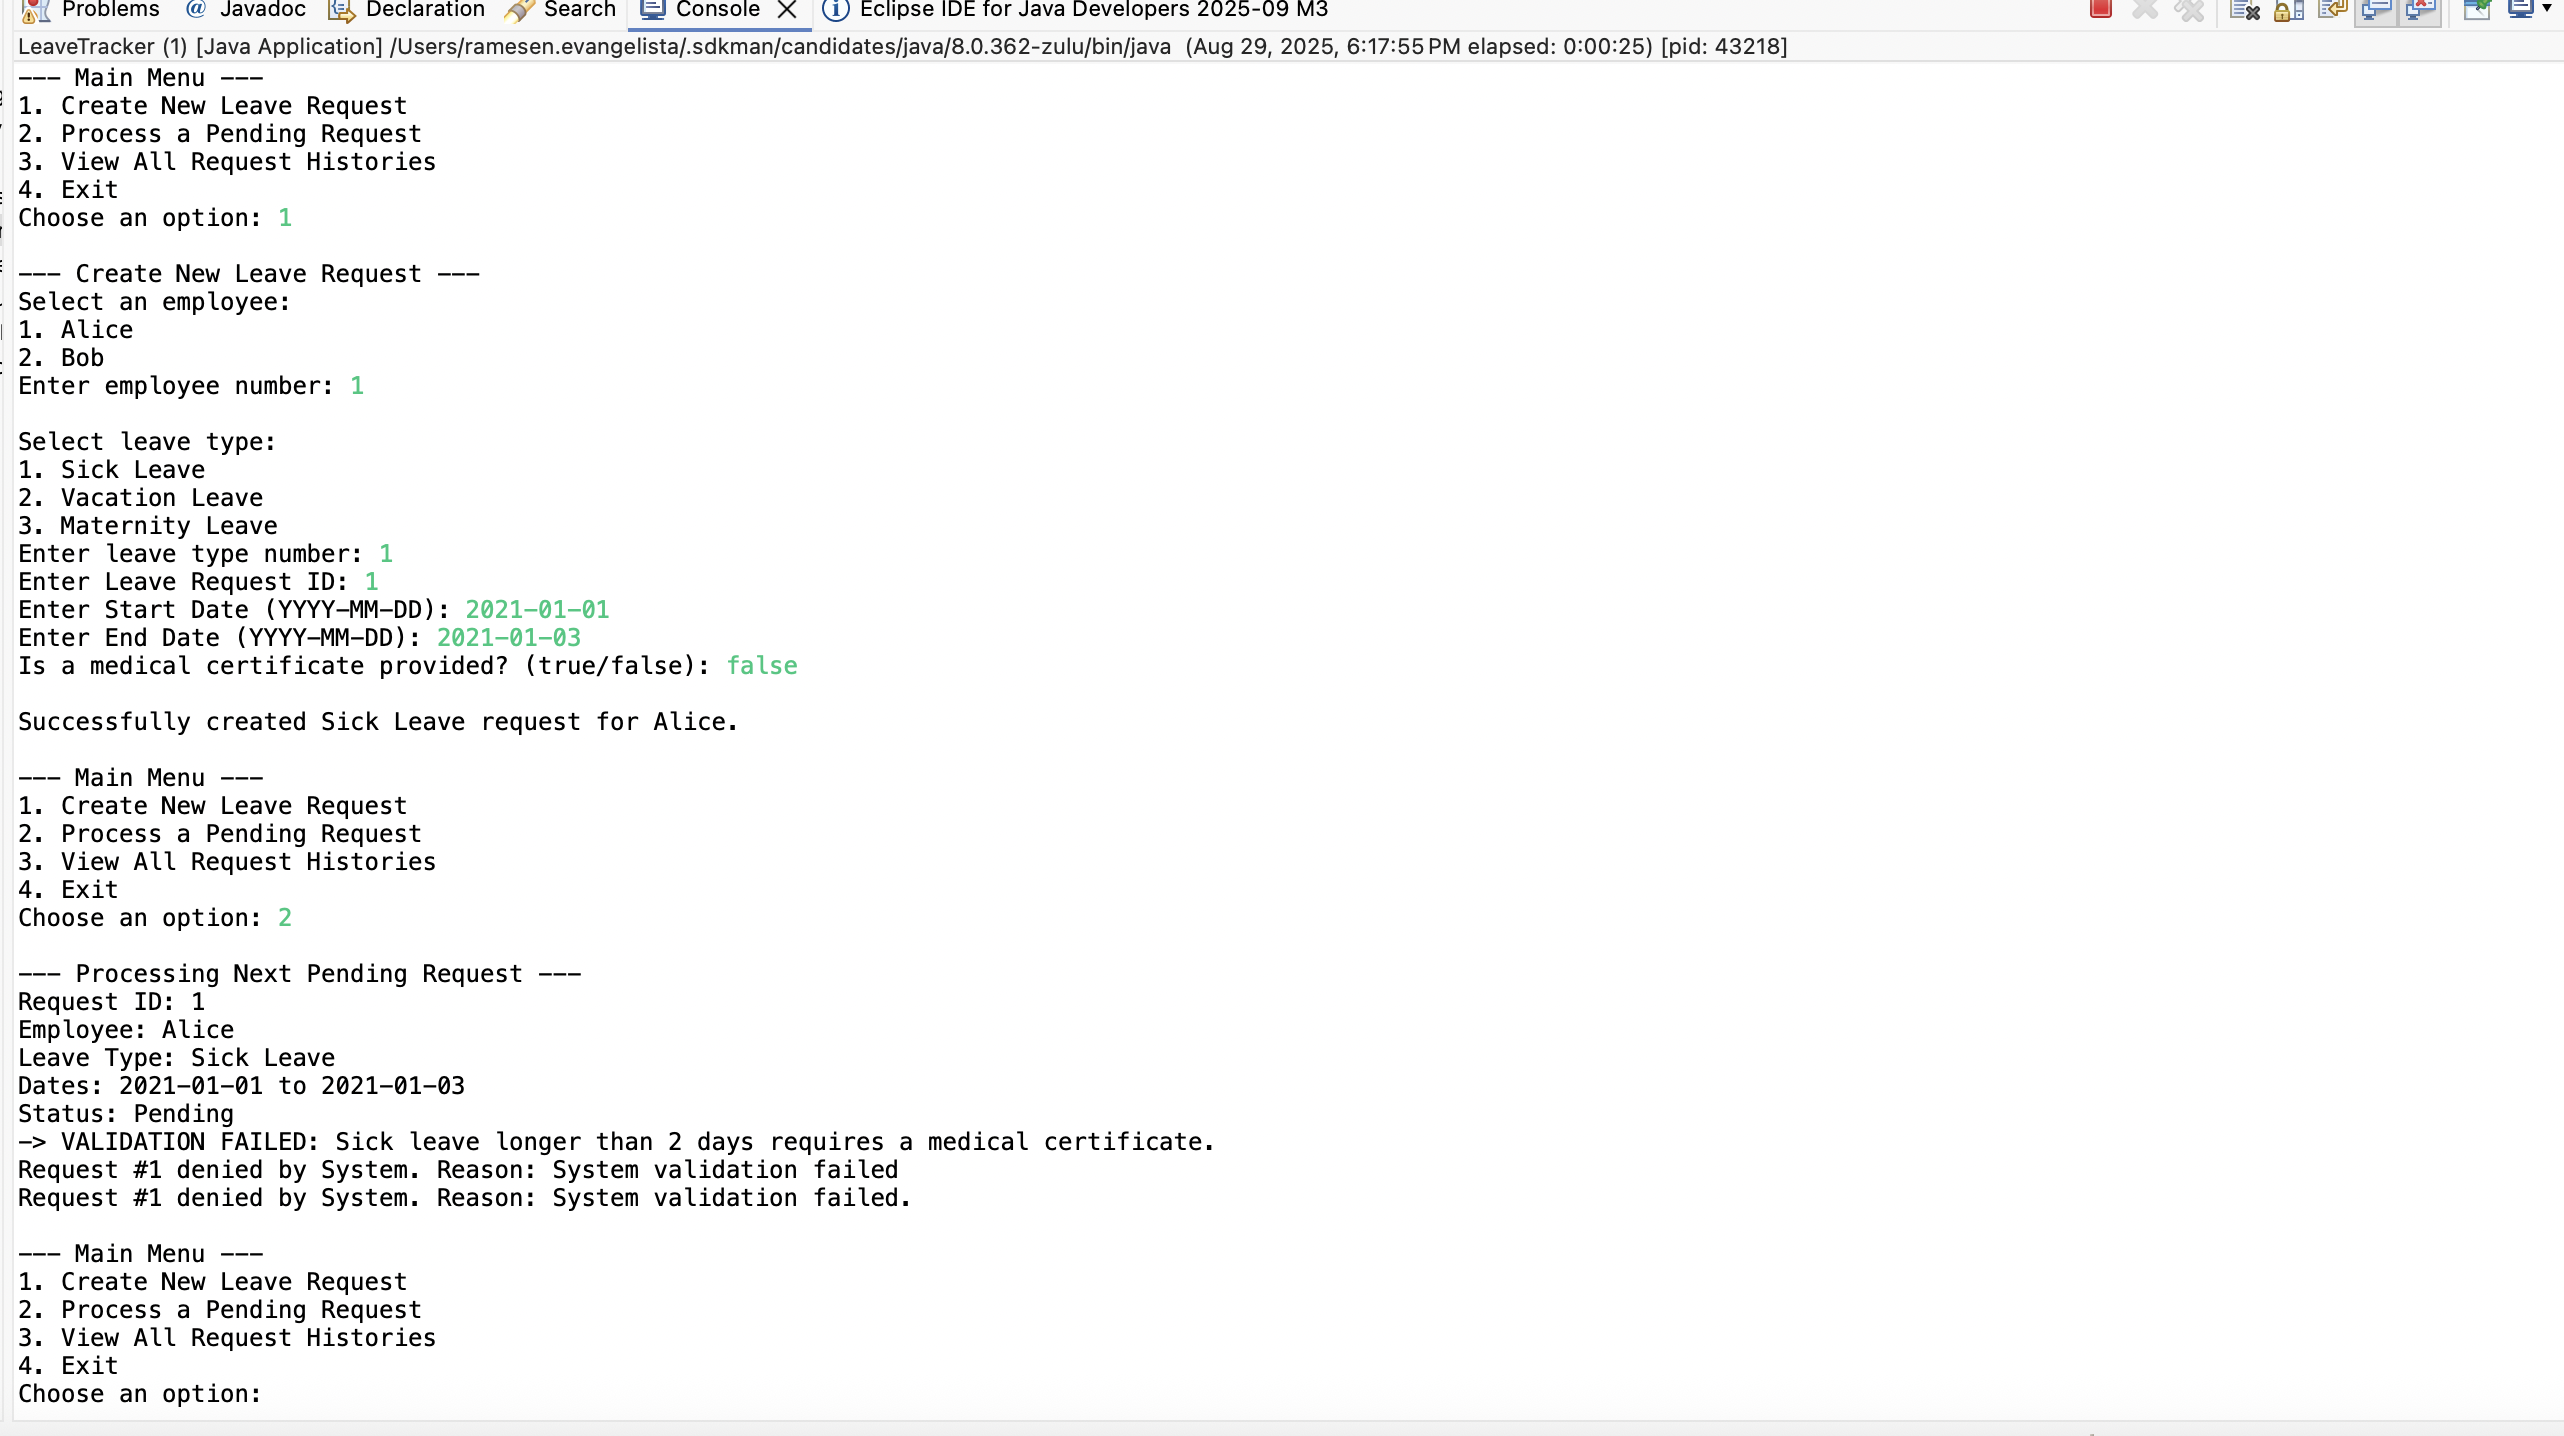 Problems @ Javadoc Declaration Search Console Eclipse IDE for Java Developers 2025-09 M3
LeaveTracker (1) [Java Application] /Users/ramesen.evangelista/.sdkman/candidates/java/8.0.362-zulu/bin/java (Aug 29, 2025, 6:17:55 PM elapsed: 0:00:25) [pid: 43218]
--- Main Menu ---
1. Create New Leave Request
2. Process a Pending Request
3. View All Request Histories
4. Exit
Choose an option: 1
--- Create New Leave Request ---
Select an employee:
1. Alice
2. Bob
Enter employee number: 1
Select leave type:
1. Sick Leave
2. Vacation Leave
3. Maternity Leave
Enter leave type number: 1
Enter Leave Request ID: 1
Enter Start Date (YYYY-MM-DD): 2021-01-01
Enter End Date (YYYY-MM-DD): 2021-01-03
Is a medical certificate provided? (true/false): false
Successfully created Sick Leave request for Alice.
--- Main Menu ---
1. Create New Leave Request
2. Process a Pending Request
3. View All Request Histories
4. Exit
Choose an option: 2
--- Processing Next Pending Request ---
Request ID: 1
Employee: Alice
Leave Type: Sick Leave
Dates: 2021-01-01 to 2021-01-03
Status: Pending
-> VALIDATION FAILED: Sick leave longer than 2 days requires a medical certificate.
Request #1 denied by System. Reason: System validation failed
Request #1 denied by System. Reason: System validation failed.
--- Main Menu ---
1. Create New Leave Request
2. Process a Pending Request
3. View All Request Histories
4. Exit
Choose an option: